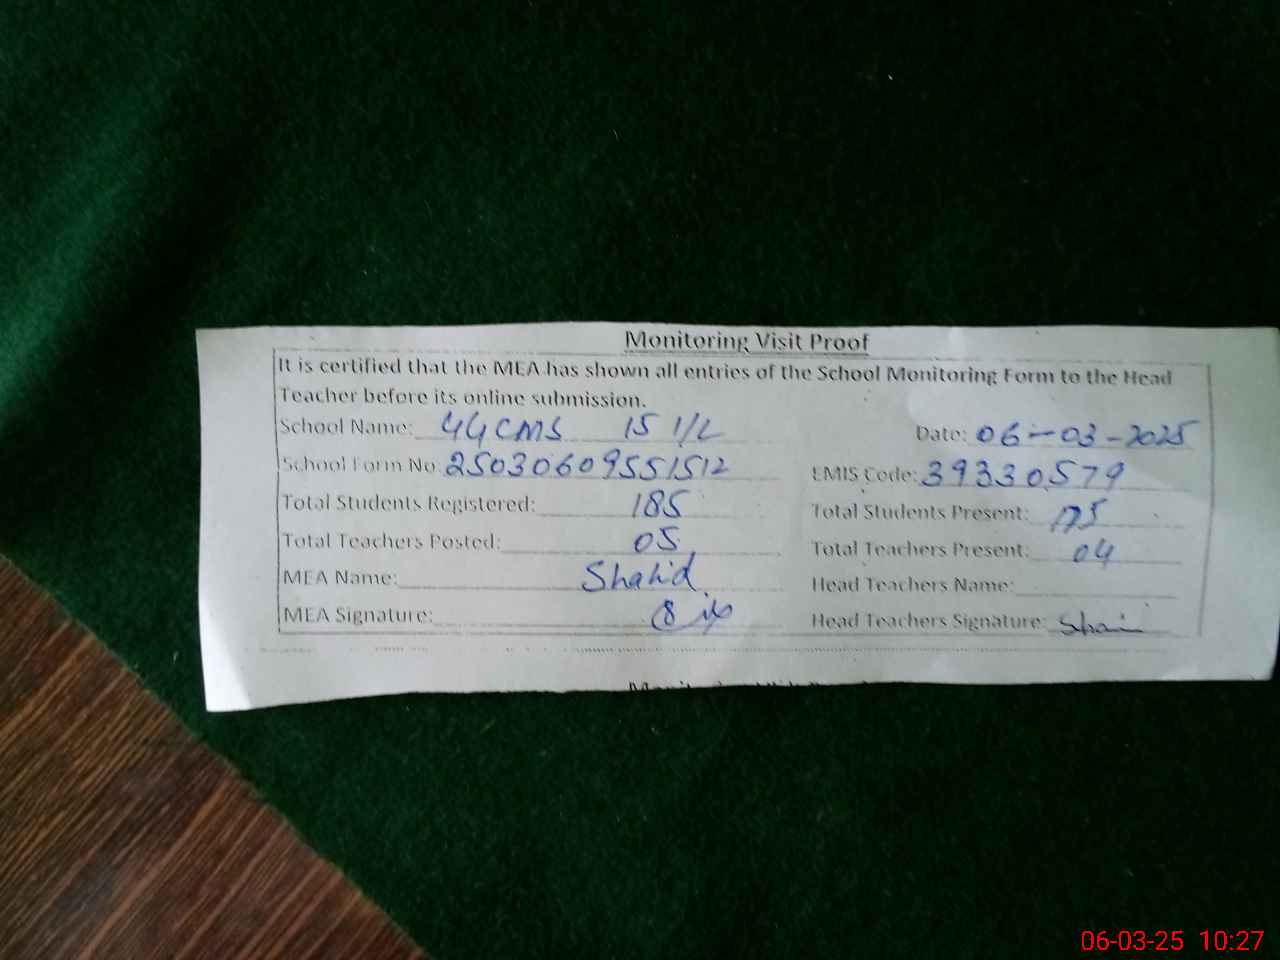 Monitoring Visit Proof
It is certified that the MEA has shown all entries of the School Monitoring Form to the Head
Teacher before its online submission.
School Name: 44 CMS 15 1/L Date: 06-03-2025
School Form No: 25030609551512 EMIS Code: 39330579
Total Students Registered: 185 Total Students Present: 175
Total Teachers Posted: 05 Total Teachers Present: 04
MEA Name: Shahid Head Teachers Name:
MEA Signature: Head Teachers Signature:
06-03-25 10:27